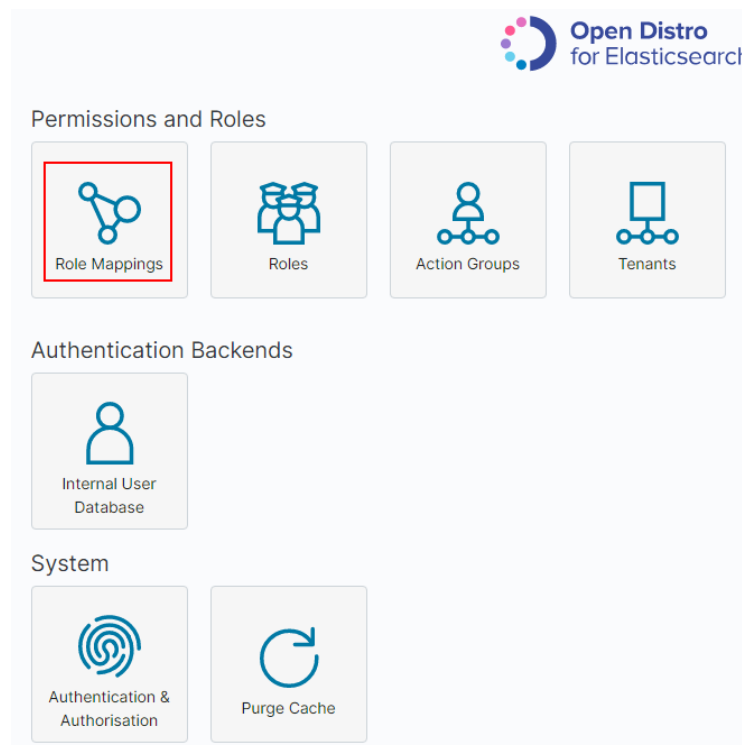 Open Distro
for Elasticsearch
Permissions and Roles
Role Mappings
Roles
Action Groups
Tenants
Authentication Backends
Internal User
Database
System
Authentication &
Authorisation
Purge Cache